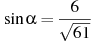 sin α = 6/√61